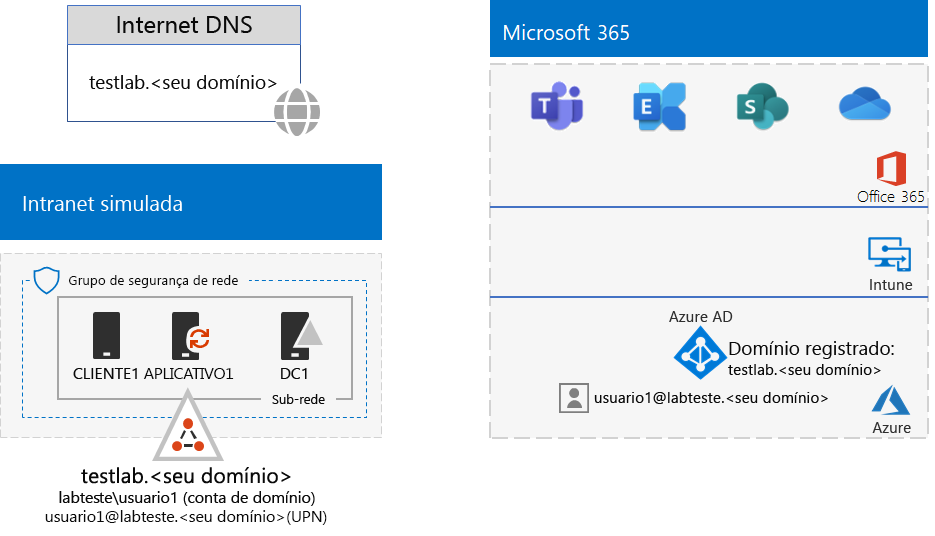 Internet DNS
testlab.<seu domínio>
Intranet simulada
Grupo de segurança de rede
CLIENTE1 APLICATIVO1 DC1
Sub-rede
testlab.<seu domínio>
labteste\usuario1 (conta de domínio)
usuario1@labteste.<seu domínio>(UPN)
Microsoft 365
T E S
Office 365
Intune
Azure AD
Domínio registrado:
testlab.<seu domínio>
usuario1@labteste.<seu domínio>
Azure